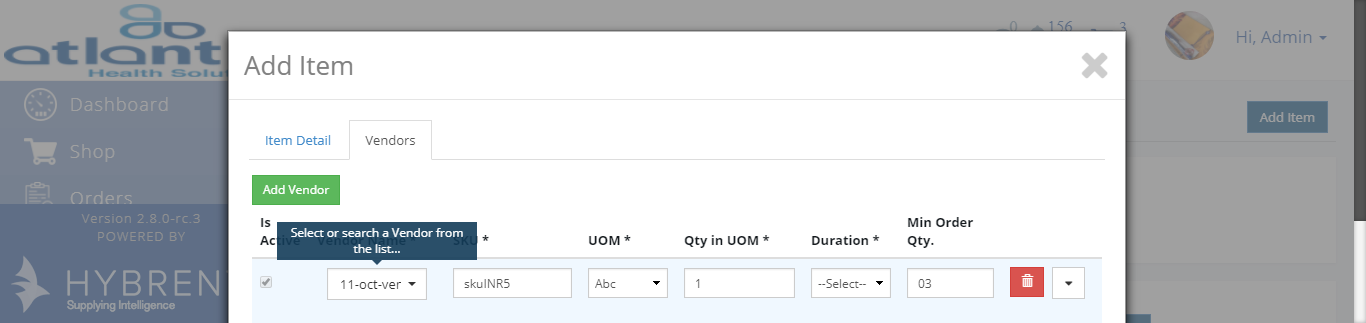 atlant
Health Solu
0 156 3
Hi, Admin
Add Item
Dashboard
Shop
Orders
Version 2.8.0-rc.3
POWERED BY
HYBREN
Supplying Intelligence
Add Item
Item Detail
Vendors
Add Vendor
Select or search a Vendor from
the list...
Is
Active
Vendor Name *
SKU *
UOM *
Qty in UOM *
Duration *
Min Order
Qty.
11-oct-ver
skuINR5
Abc
1
--Select--
03